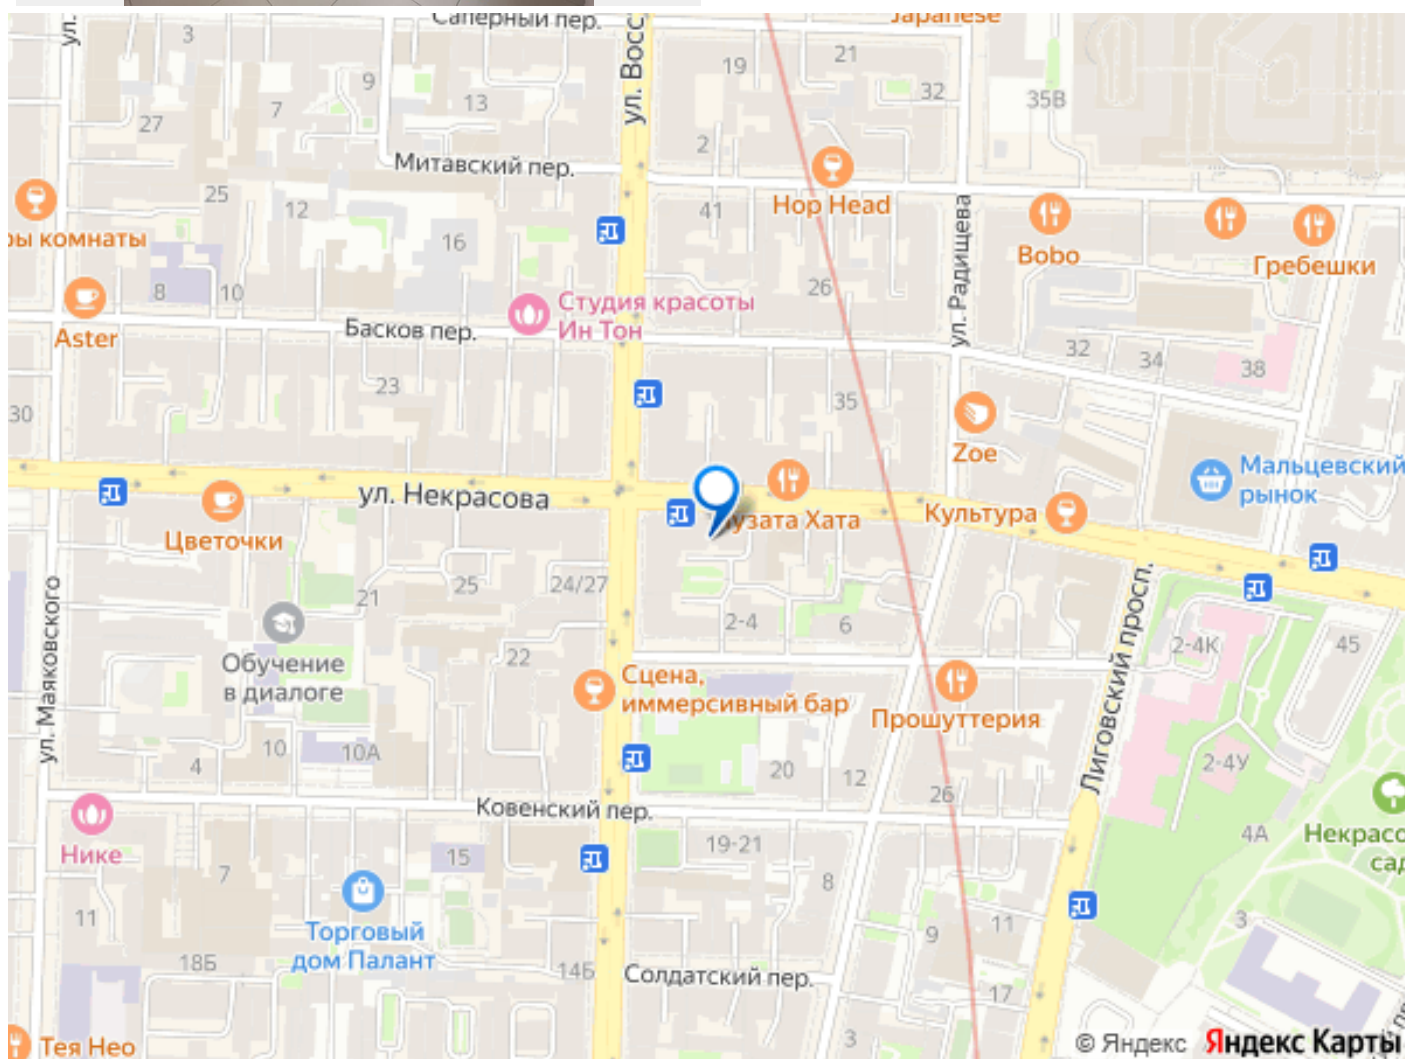 Саперный пер.
Japanese
ул.
3
ул. Восс
19
21
9
32
35В
7
13
27
2
Митавский пер.
25
12
41
Hop Head
ул. Радищева
ры комнаты
16
Bobo
Гребешки
8
10
26
Студия красоты
Ин Тон
Aster
Басков пер.
32
34
38
23
30
35
Zoe
Мальцевский
рынок
ул. Некрасова
узата Хата
Культура
Цветочки
ул. Маяковского
21
25
24/27
Лиговский просп.
2-4
6
2-4К
45
Обучение
в диалоге
22
Сцена,
иммерсивный бар
Прошуттерия
10
10А
4
20
12
26
2-4У
Ковенский пер.
4А
Некрасо
сад
Нике
7
15
19-21
8
11
Торговый
дом Палант
18Б
14Б
9
11
3
Солдатский пер.
17
3
Тея Нео
© Яндекс Яндекс Карты